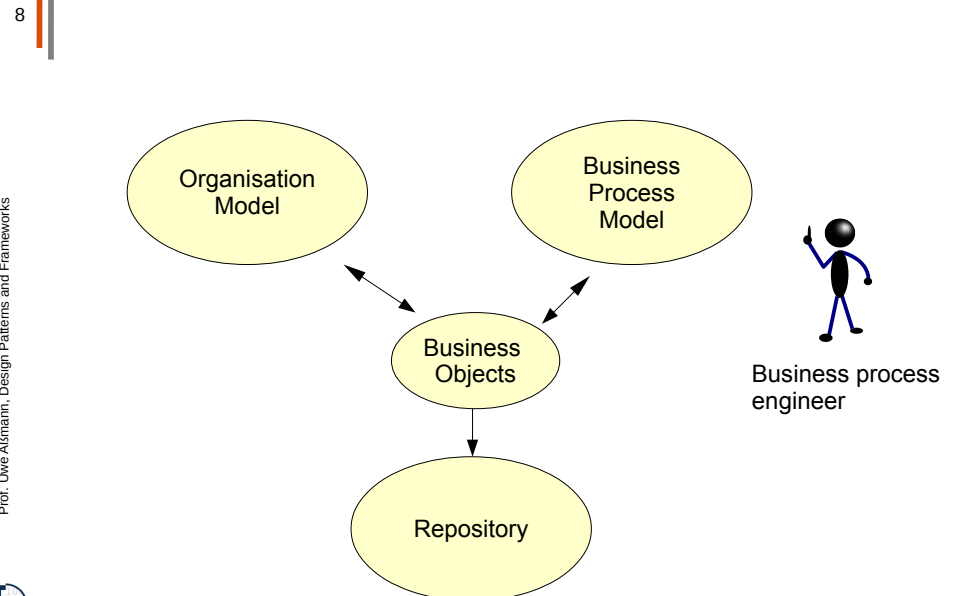 8
Organisation
Model
Business
Process
Model
Business
Objects
Business process
engineer
Repository
Prof. Uwe Aßmann, Design Patterns and Frameworks